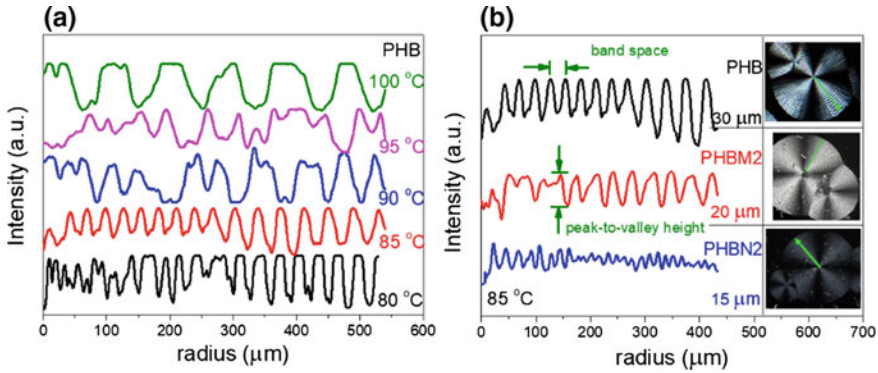 (a)
PHB
100 °C
95 °C
90 °C
85 °C
80 °C
Intensity (a.u.)
0 100 200 300 400 500 600
radius (μm)
(b)
band space
PHB
30 μm
PHBM2
20 μm
peak-to-valley height
PHBN2
15 μm
85 °C
Intensity (a.u.)
0 100 200 300 400 500 600 700
radius (μm)